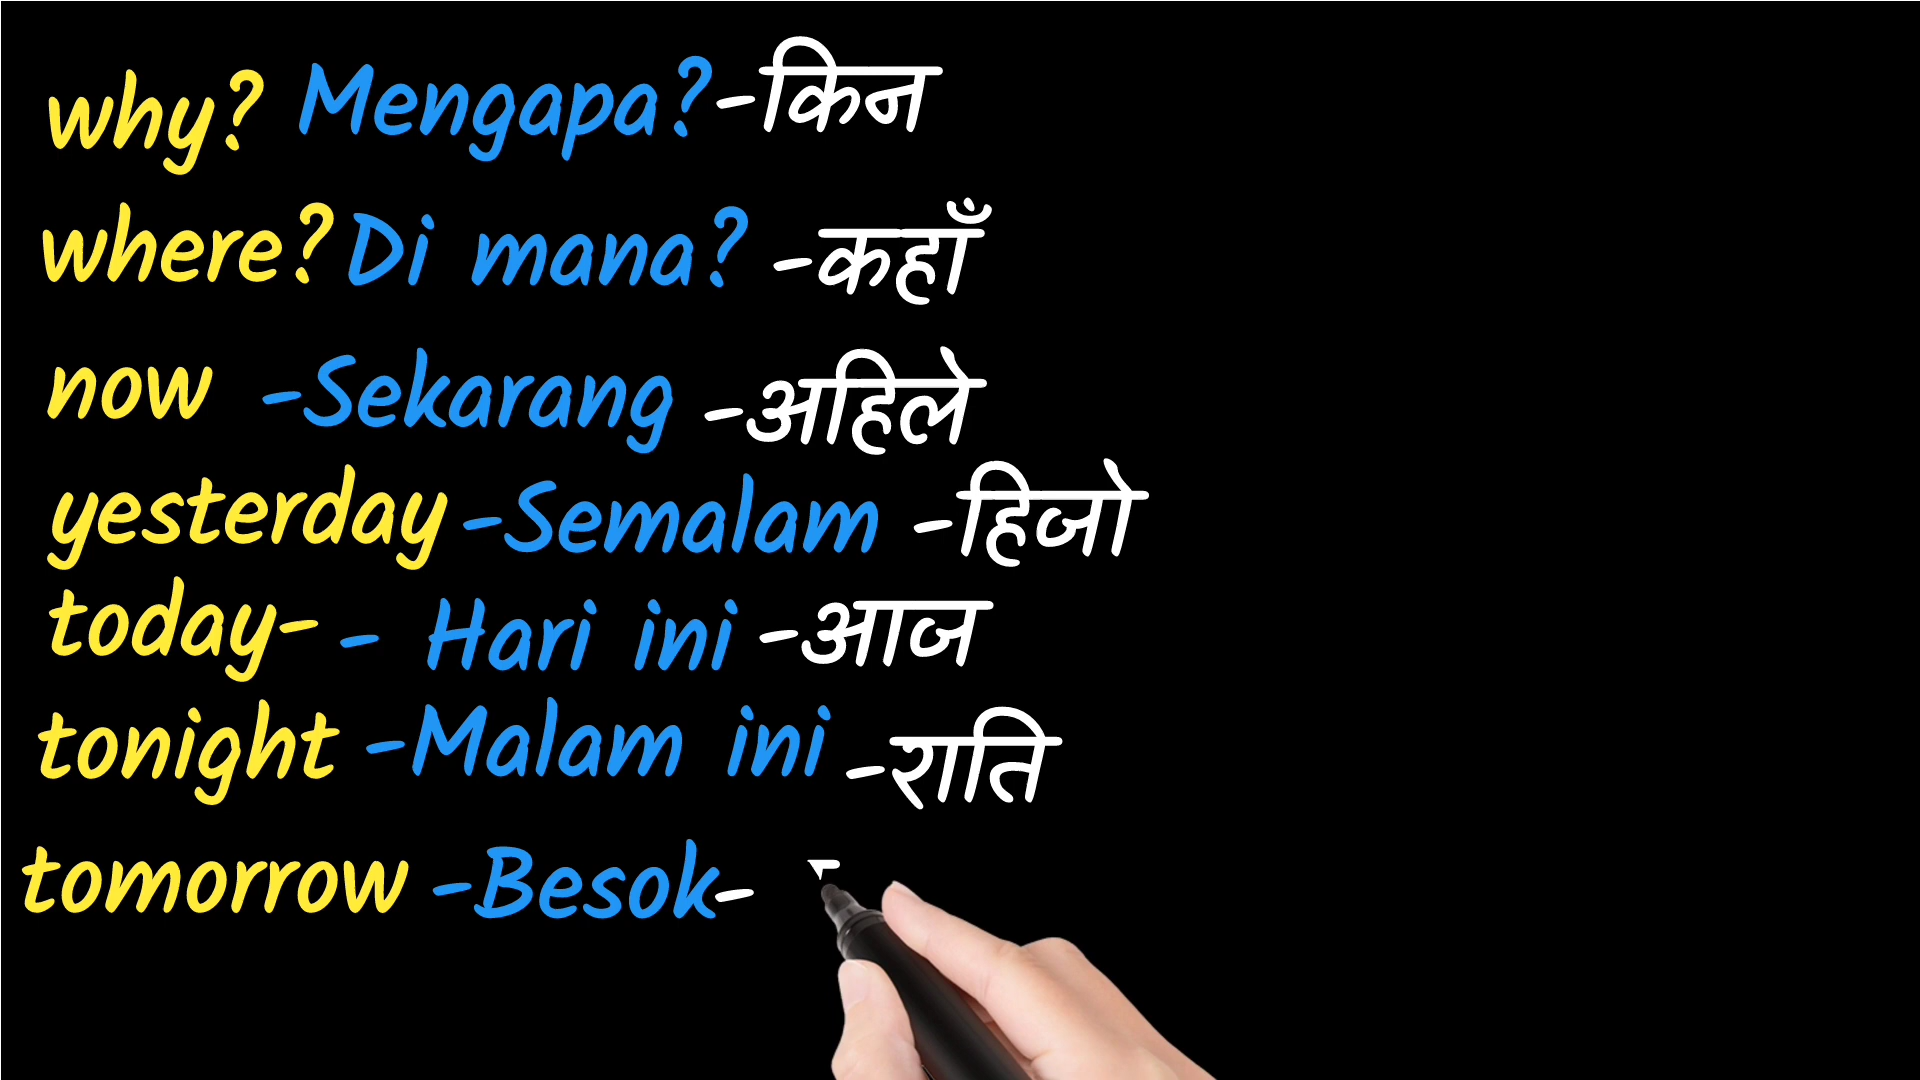 why? Mengapa? -किन
where? Di mana? -कहाँ
now -Sekarang -अहिले
yesterday -Semalam -हिजो
today- - Hari ini -आज
tonight -Malam ini -राति
tomorrow -Besok-